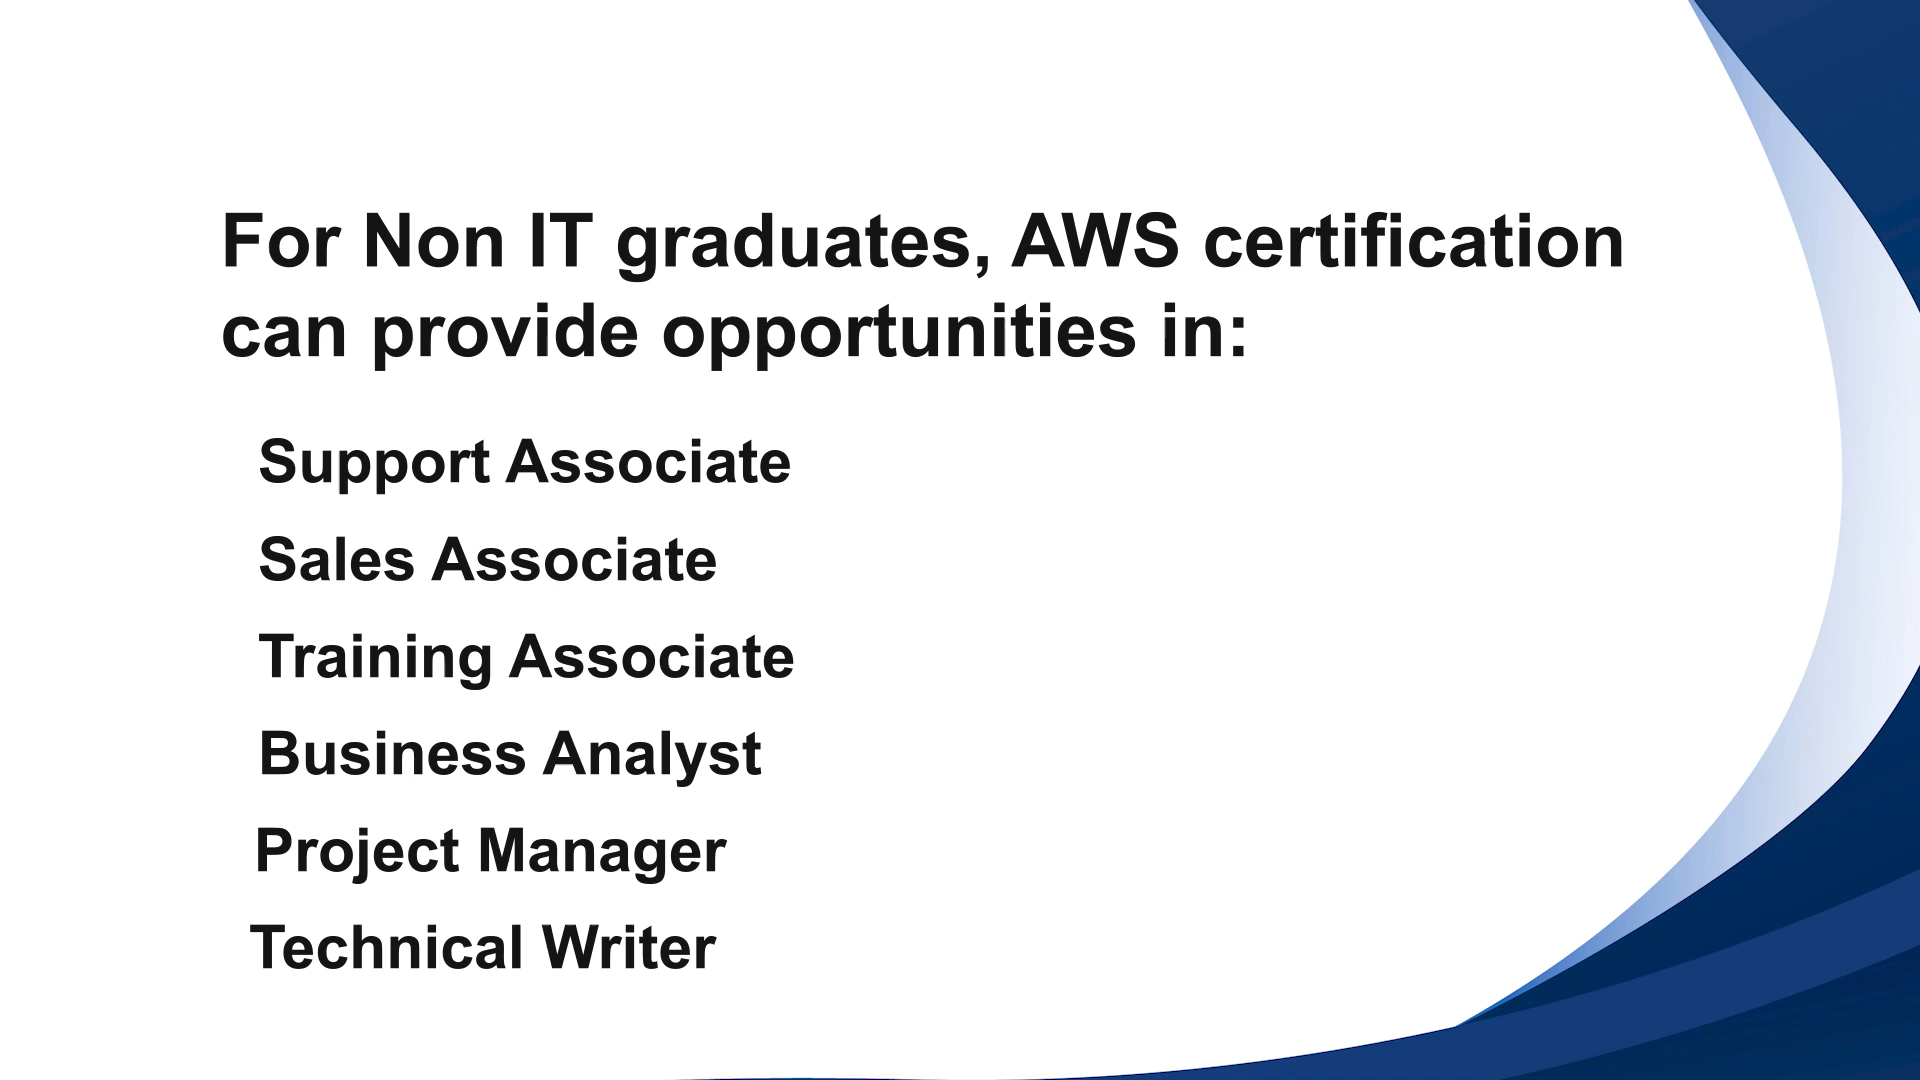 For Non IT graduates, AWS certification
can provide opportunities in:
Support Associate
Sales Associate
Training Associate
Business Analyst
Project Manager
Technical Writer